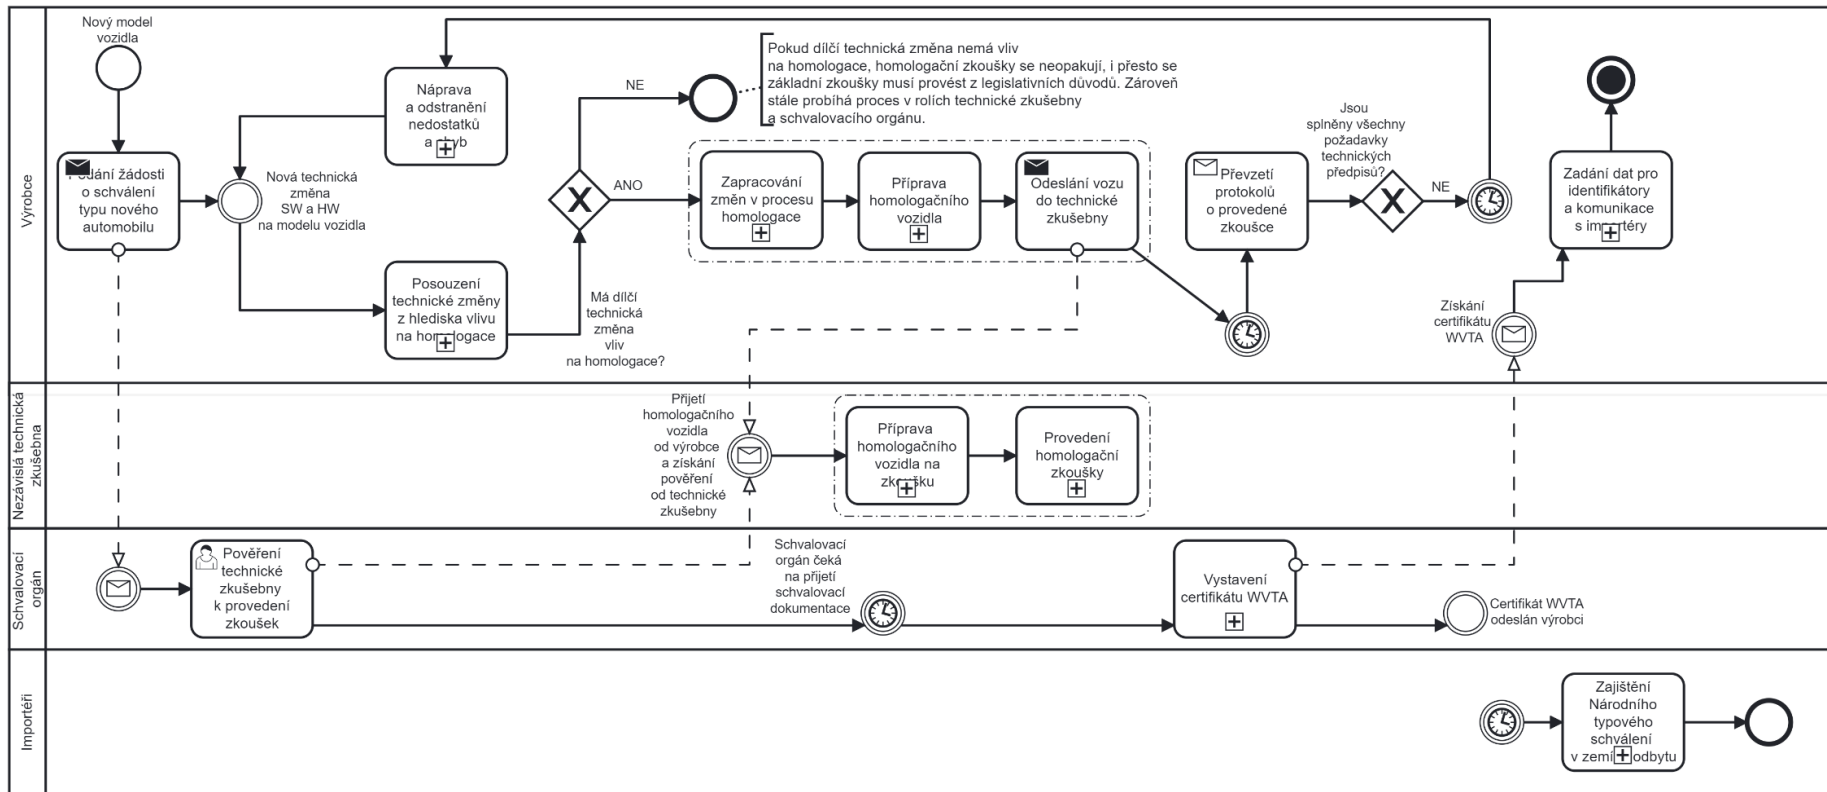 Výrobce
Nový model
vozidla
Podání žádosti
o schválení
typu nového
automobilu
Nová technická
změna
SW a HW
na modelu vozidla
Náprava
a odstranění
nedostatků
a chyb
Posouzení
technické změny
z hlediska vlivu
na homologace
Má dílčí
technická
změna
vliv
na homologace?
NE
ANO
Pokud dílčí technická změna nemá vliv
na homologace, homologační zkoušky se neopakují, i přesto se
základní zkoušky musí provést z legislativních důvodů. Zároveň
stále probíhá proces v rolích technické zkušebny
a schvalovacího orgánu.
Zapracování
změn v procesu
homologace
Příprava
homologačního
vozidla
Odeslání vozu
do technické
zkušebny
Převzetí
protokolů
o provedené
zkoušce
Jsou
splněny všechny
požadavky
technických
předpisů?
NE
Zadání dat pro
identifikátory
a komunikace
s importéry
Získání
certifikátu
WVTA
Nezávislá technická
zkušebna
Přijetí
homologačního
vozidla
od výrobce
a získání
pověření
od technické
zkušebny
Příprava
homologačního
vozidla na
zkoušku
Provedení
homologační
zkoušky
Schvalovací
orgán
Pověření
technické
zkušebny
k provedení
zkoušek
Schvalovací
orgán čeká
na přijetí
schvalovací
dokumentace
Vystavení
certifikátu WVTA
Certifikát WVTA
odeslán výrobci
Importéři
Zajištění
Národního
typového
schválení
v zemi odbytu